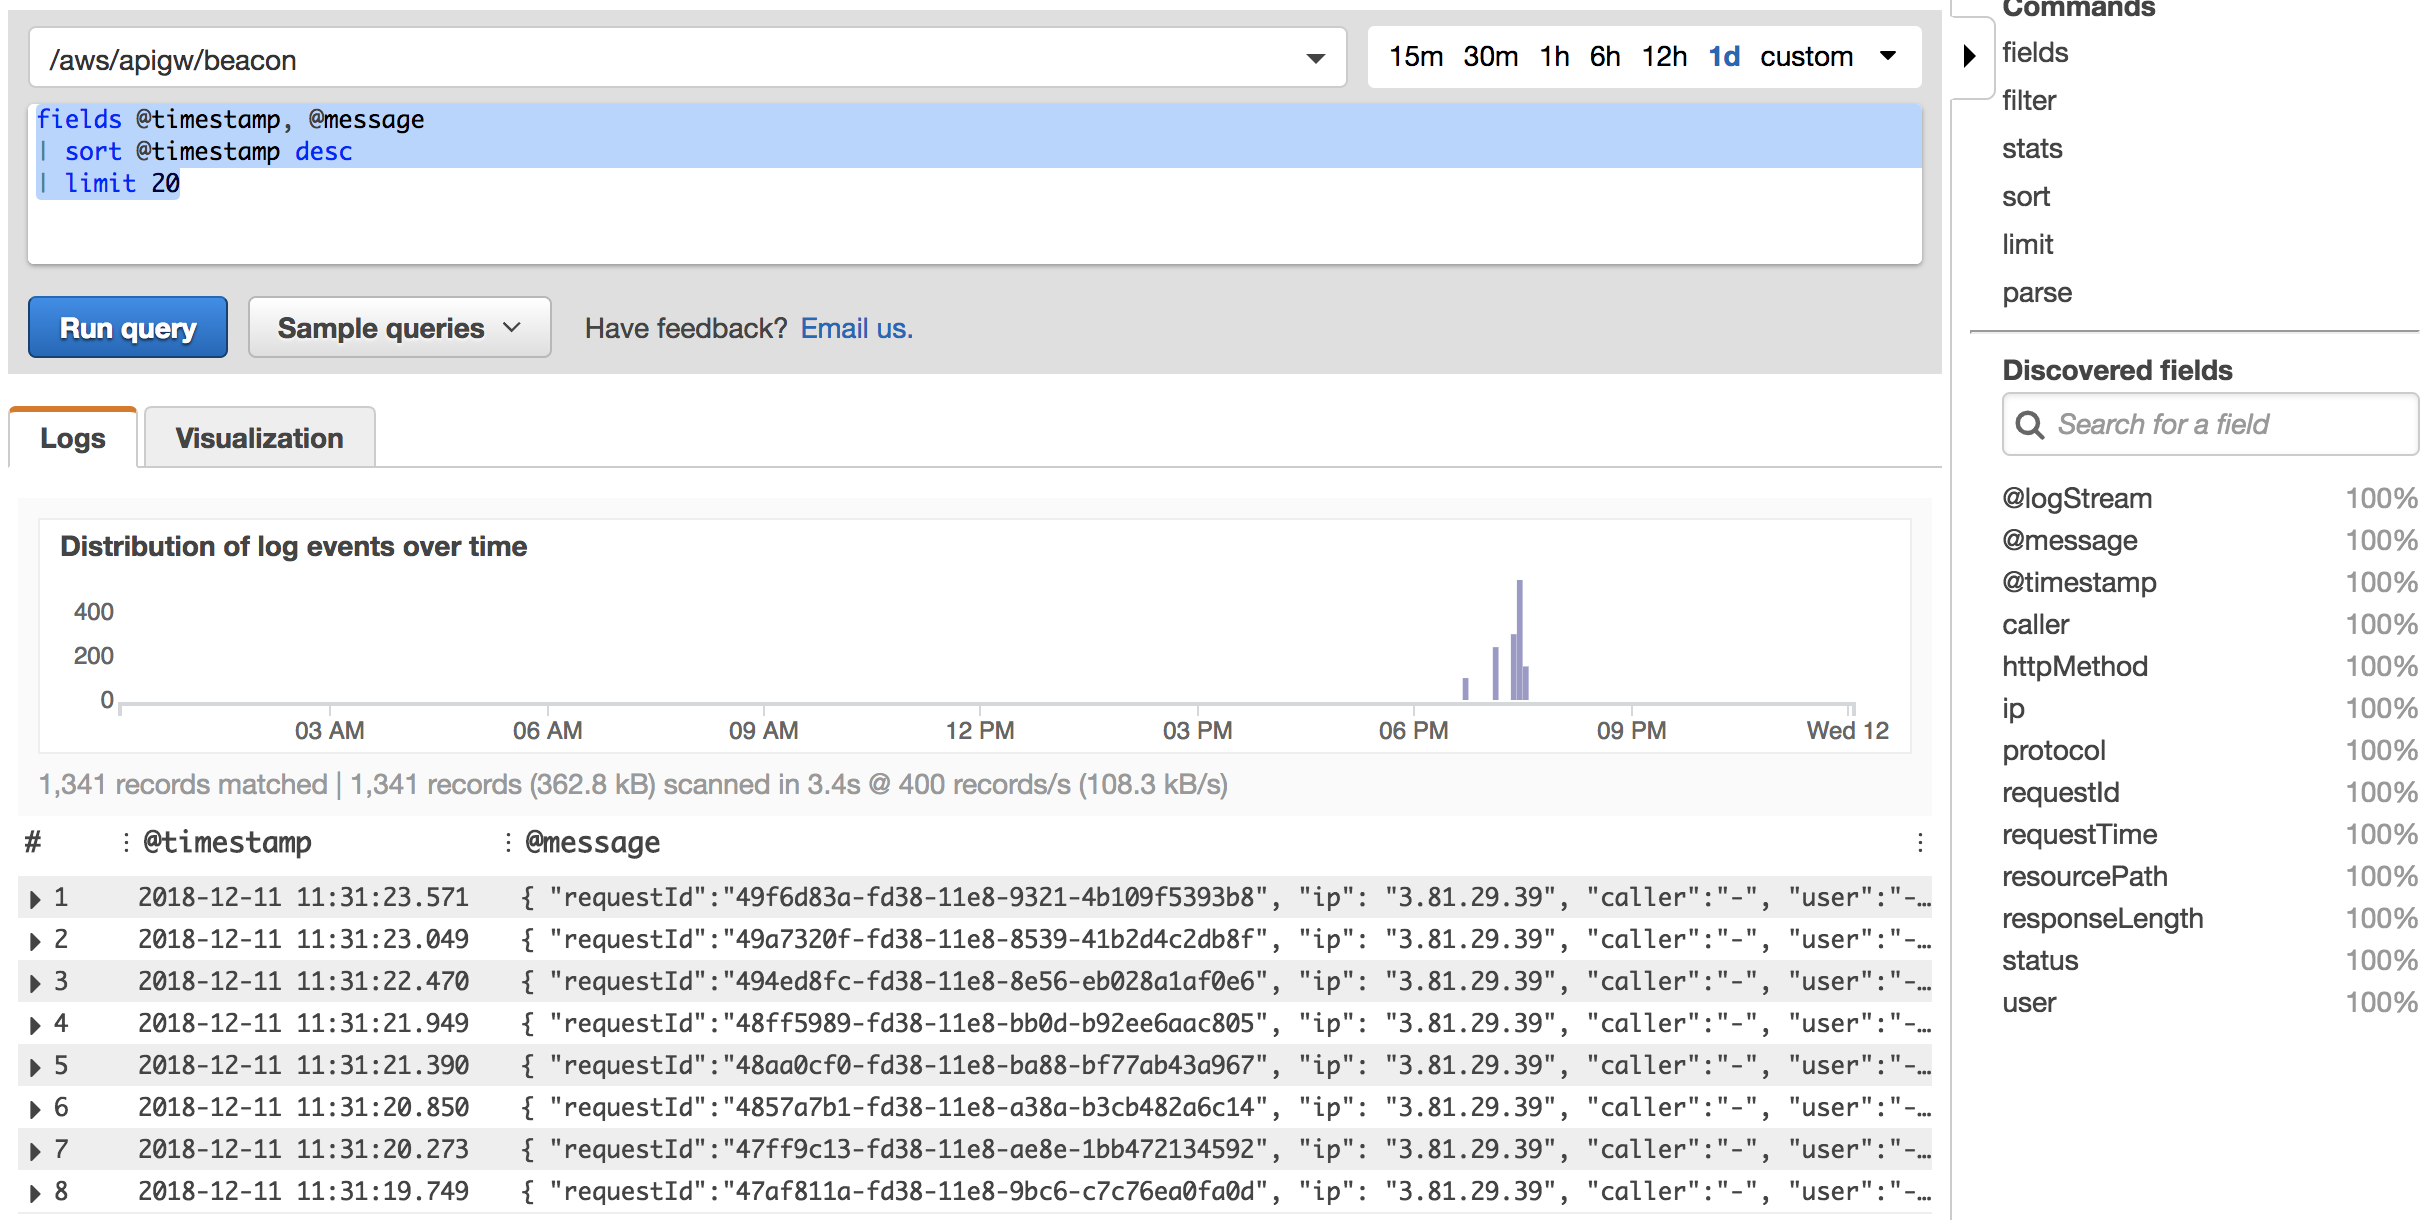 /aws/apigw/beacon
15m 30m 1h 6h 12h 1d custom
fields @timestamp, @message
| sort @timestamp desc
| limit 20
Run query
Sample queries
Have feedback? Email us.
Logs
Visualization
Distribution of log events over time
400
200
0
03 AM 06 AM 09 AM 12 PM 03 PM 06 PM 09 PM Wed 12
1,341 records matched | 1,341 records (362.8 kB) scanned in 3.4s @ 400 records/s (108.3 kB/s)
# @timestamp @message
1 2018-12-11 11:31:23.571 { "requestId":"49f6d83a-fd38-11e8-9321-4b109f5393b8", "ip": "3.81.29.39", "caller":"-", "user":"-…
2 2018-12-11 11:31:23.049 { "requestId":"49a7320f-fd38-11e8-8539-41b2d4c2db8f", "ip": "3.81.29.39", "caller":"-", "user":"-…
3 2018-12-11 11:31:22.470 { "requestId":"494ed8fc-fd38-11e8-8e56-eb028a1af0e6", "ip": "3.81.29.39", "caller":"-", "user":"-…
4 2018-12-11 11:31:21.949 { "requestId":"48ff5989-fd38-11e8-bb0d-b92ee6aac805", "ip": "3.81.29.39", "caller":"-", "user":"-…
5 2018-12-11 11:31:21.390 { "requestId":"48aa0cf0-fd38-11e8-ba88-bf77ab43a967", "ip": "3.81.29.39", "caller":"-", "user":"-…
6 2018-12-11 11:31:20.850 { "requestId":"4857a7b1-fd38-11e8-a38a-b3cb482a6c14", "ip": "3.81.29.39", "caller":"-", "user":"-…
7 2018-12-11 11:31:20.273 { "requestId":"47ff9c13-fd38-11e8-ae8e-1bb472134592", "ip": "3.81.29.39", "caller":"-", "user":"-…
8 2018-12-11 11:31:19.749 { "requestId":"47af811a-fd38-11e8-9bc6-c7c76ea0fa0d", "ip": "3.81.29.39", "caller":"-", "user":"-…
Commands
fields
filter
stats
sort
limit
parse
Discovered fields
Search for a field
@logStream 100%
@message 100%
@timestamp 100%
caller 100%
httpMethod 100%
ip 100%
protocol 100%
requestId 100%
requestTime 100%
resourcePath 100%
responseLength 100%
status 100%
user 100%